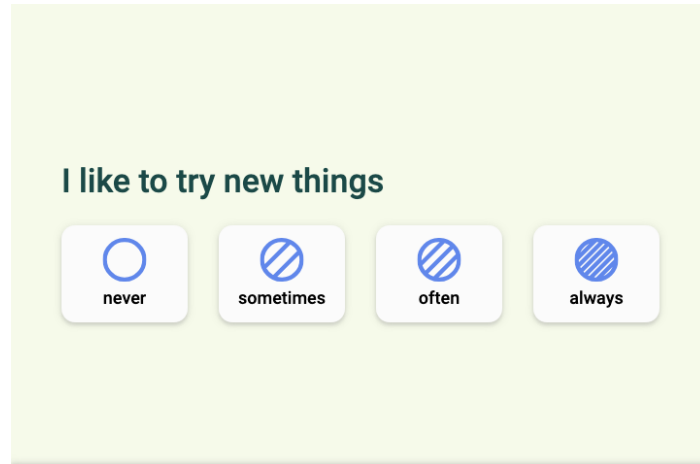 I like to try new things
never
sometimes
often
always